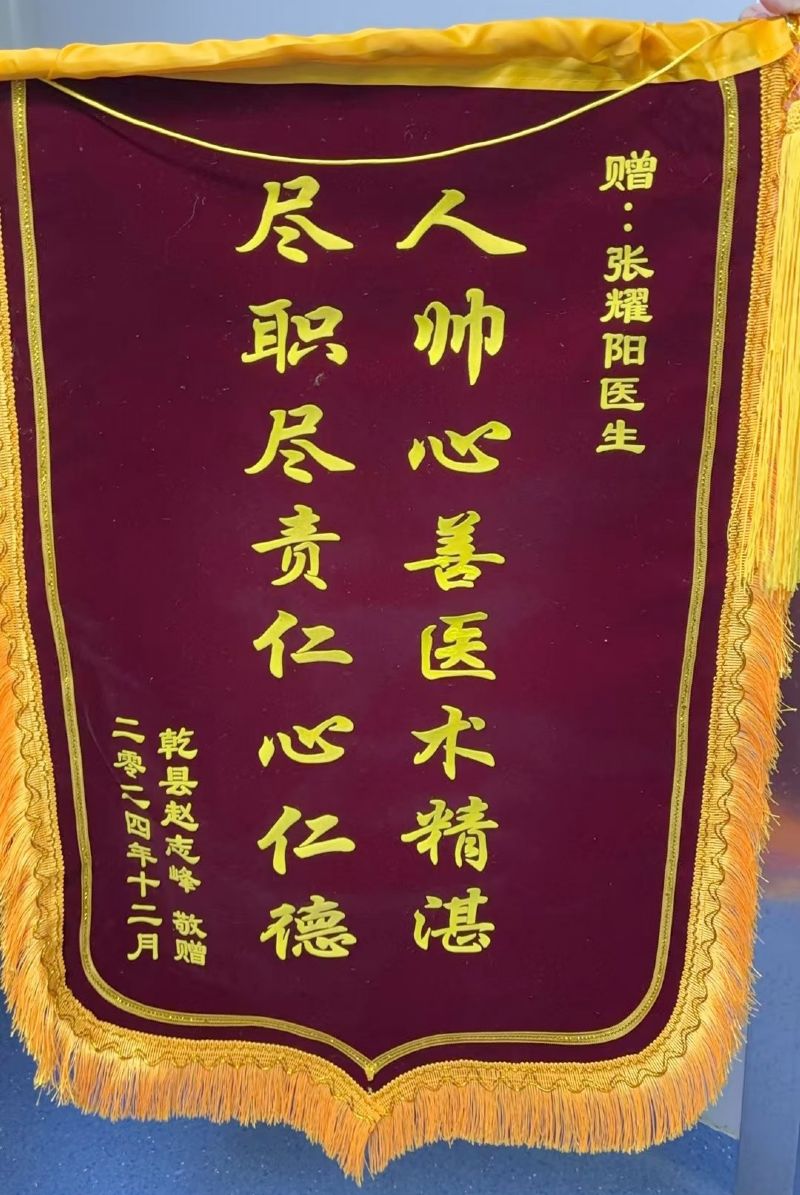 赠：张耀阳医生
人帅心善医术精湛
尽职尽责仁心仁德
乾县赵志峰 敬赠
二零二四年十二月